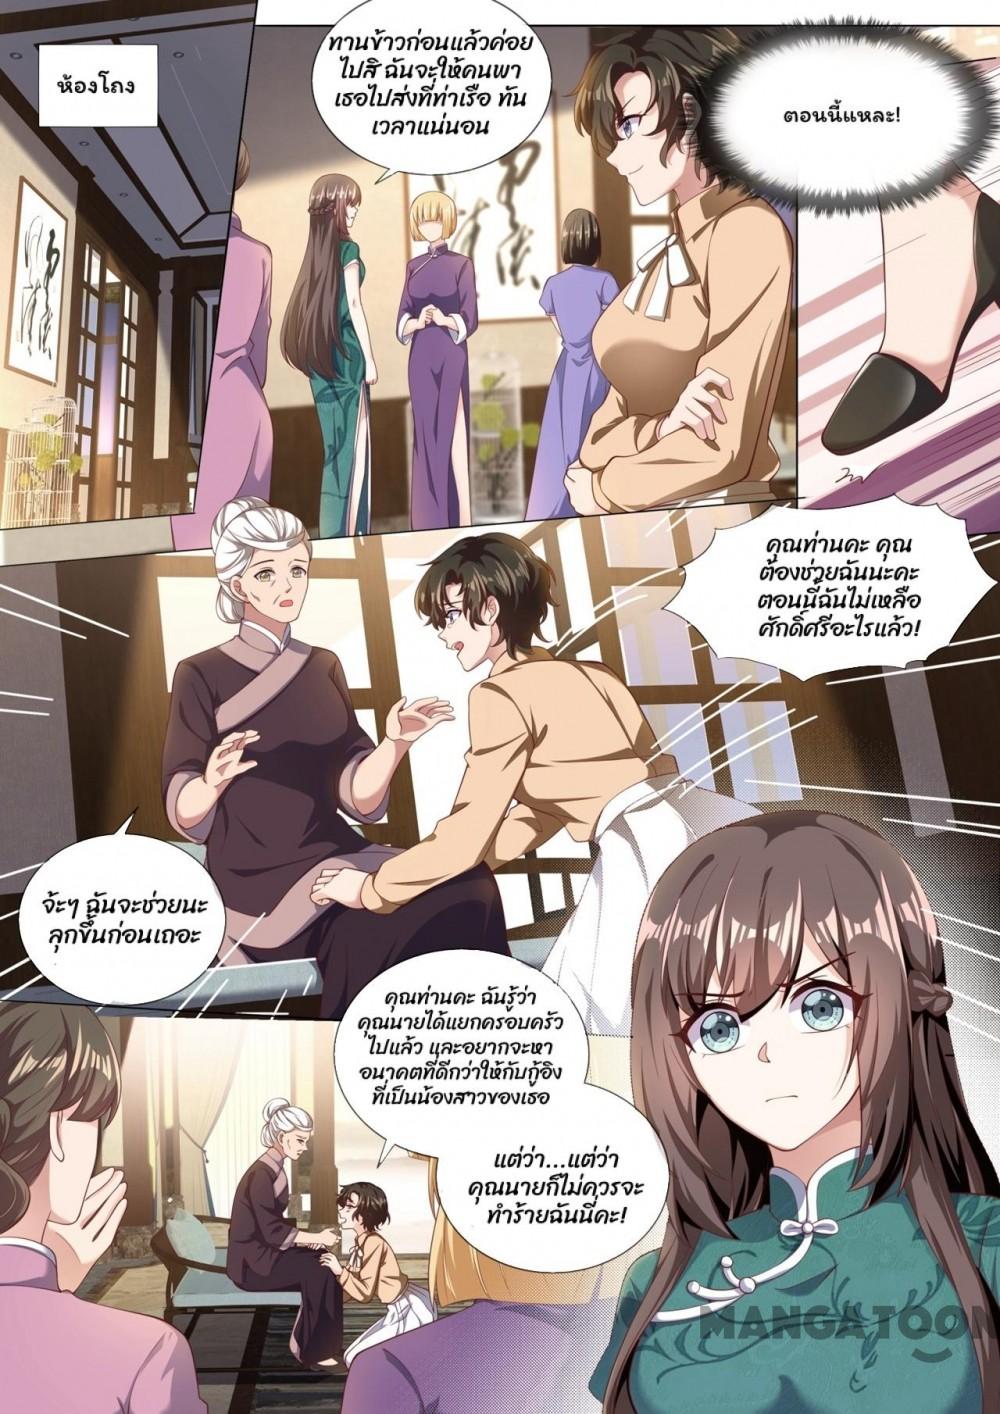 ห้องโถง
ทานข้าวก่อนแล้วค่อย
ไปสิ ฉันจะให้คนพา
เธอไปส่งที่ท่าเรือ ทัน
เวลาแน่นอน
ตอนนี้แหละ!
คุณท่านคะ คุณ
ต้องช่วยฉันนะคะ
ตอนนี้ฉันไม่เหลือ
ศักดิ์ศรีอะไรแล้ว!
จ้ะๆ ฉันจะช่วยนะ
ลุกขึ้นก่อนเถอะ
คุณท่านคะ ฉันรู้ว่า
คุณนายได้แยกครอบครัว
ไปแล้ว และอยากจะหา
อนาคตที่ดีกว่าให้กับกู้อิง
ที่เป็นน้องสาวของเธอ
แต่ว่า...แต่ว่า
คุณนายก็ไม่ควรจะ
ทำร้ายฉันนี่คะ!
MANGATOON